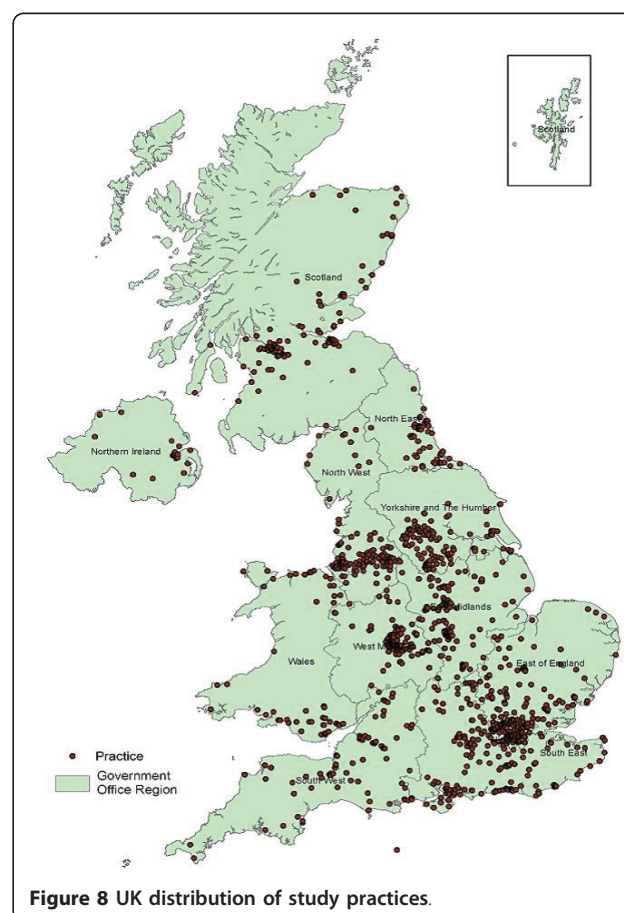 Scotland
Scotland
North East
Northern Ireland
North West
Yorkshire and The Humber
East Midlands
West M
Wales
East of England
South East
South West
Practice
Government
Office Region
Figure 8 UK distribution of study practices.